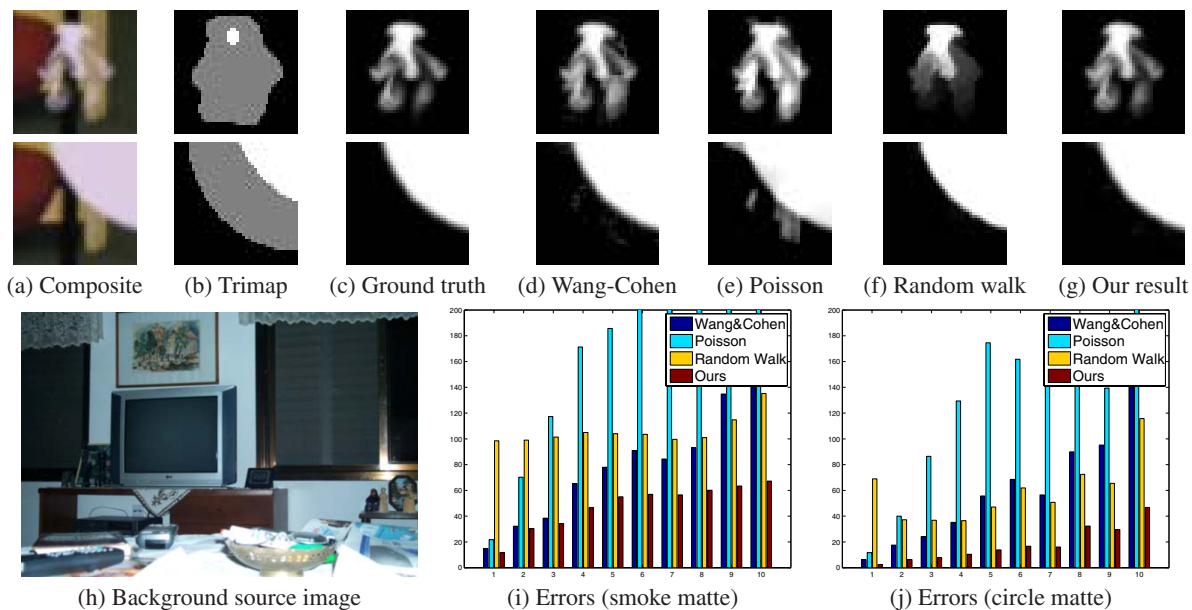 (a) Composite
(b) Trimap
(c) Ground truth
(d) Wang-Cohen
(e) Poisson
(f) Random walk
(g) Our result
200
180
160
140
120
100
80
60
40
20
0
1 2 3 4 5 6 7 8 9 10
Wang&Cohen
Poisson
Random Walk
Ours
200
180
160
140
120
100
80
60
40
20
0
1 2 3 4 5 6 7 8 9 10
Wang&Cohen
Poisson
Random Walk
Ours
(h) Background source image
(i) Errors (smoke matte)
(j) Errors (circle matte)